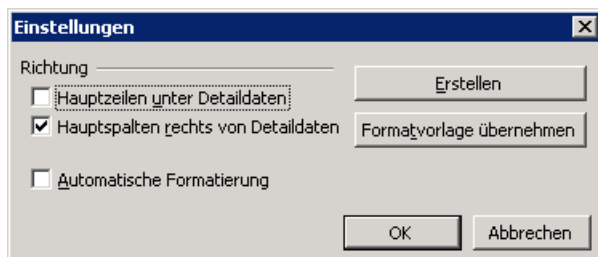 Einstellungen
Richtung
Hauptzeilen unter Detaildaten
Hauptspalten rechts von Detaildaten
Automatische Formatierung
Erstellen
Formatvorlage übernehmen
OK
Abbrechen